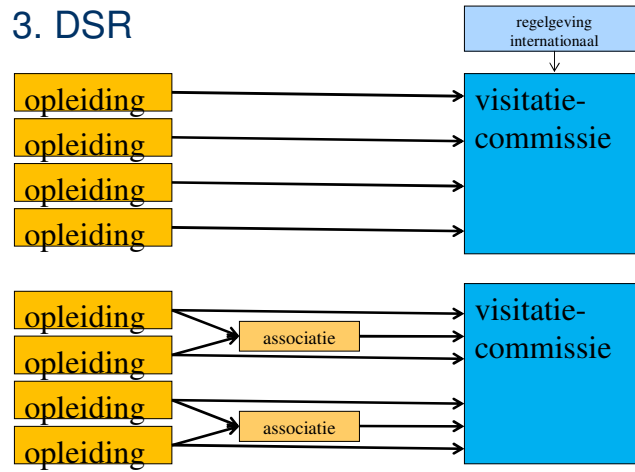 3. DSR
regelgeving
internationaal
opleiding
opleiding
opleiding
opleiding
visitatie-
commissie
opleiding
opleiding
opleiding
opleiding
associatie
associatie
visitatie-
commissie